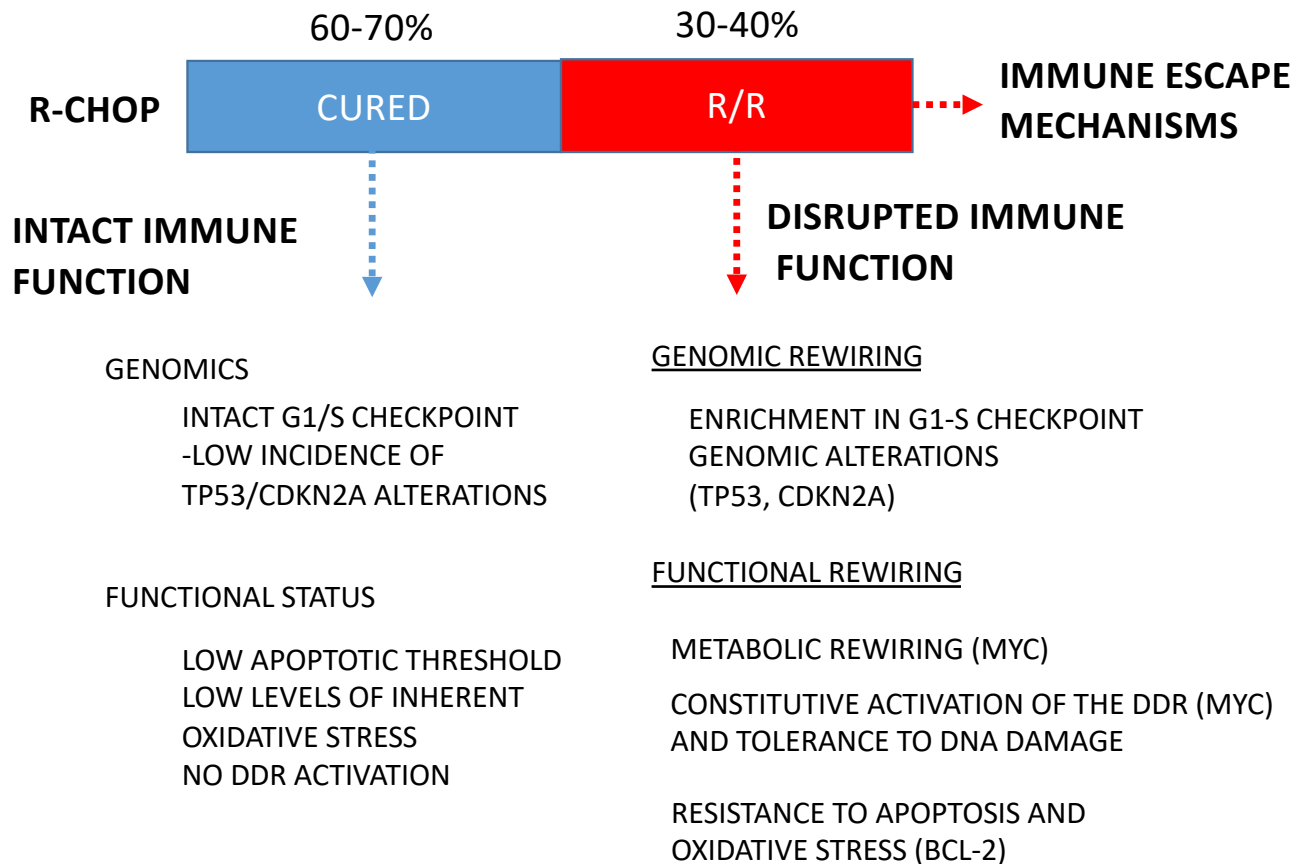 60-70%
30-40%
R-CHOP
CURED
R/R
IMMUNE ESCAPE
MECHANISMS
INTACT IMMUNE
FUNCTION
DISRUPTED IMMUNE
FUNCTION
GENOMICS
INTACT G1/S CHECKPOINT
-LOW INCIDENCE OF
TP53/CDKN2A ALTERATIONS
FUNCTIONAL STATUS
LOW APOPTOTIC THRESHOLD
LOW LEVELS OF INHERENT
OXIDATIVE STRESS
NO DDR ACTIVATION
GENOMIC REWIRING
ENRICHMENT IN G1-S CHECKPOINT
GENOMIC ALTERATIONS
(TP53, CDKN2A)
FUNCTIONAL REWIRING
METABOLIC REWIRING (MYC)
CONSTITUTIVE ACTIVATION OF THE DDR (MYC)
AND TOLERANCE TO DNA DAMAGE
RESISTANCE TO APOPTOSIS AND
OXIDATIVE STRESS (BCL-2)